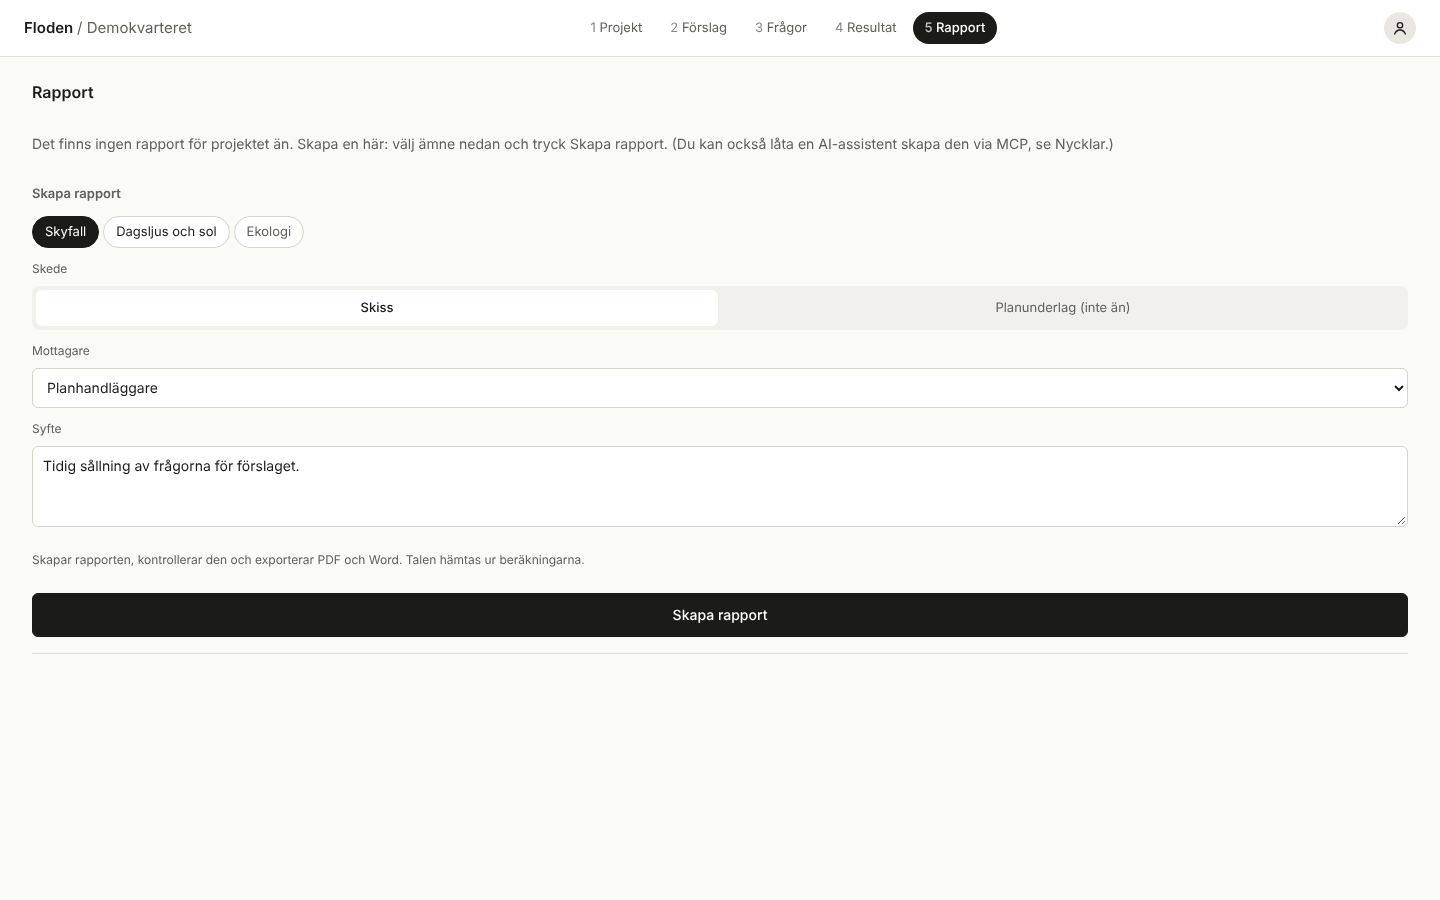 Floden / Demokvarteret
1 Projekt 2 Förslag 3 Frågor 4 Resultat 5 Rapport
Rapport
Det finns ingen rapport för projektet än. Skapa en här: välj ämne nedan och tryck Skapa rapport. (Du kan också låta en AI-assistent skapa den via MCP, se Nycklar.)
Skapa rapport
Skyfall Dagsljus och sol Ekologi
Skede
Skiss Planunderlag (inte än)
Mottagare
Planhandläggare
Syfte
Tidig sållning av frågorna för förslaget.
Skapar rapporten, kontrollerar den och exporterar PDF och Word. Talen hämtas ur beräkningarna.
Skapa rapport